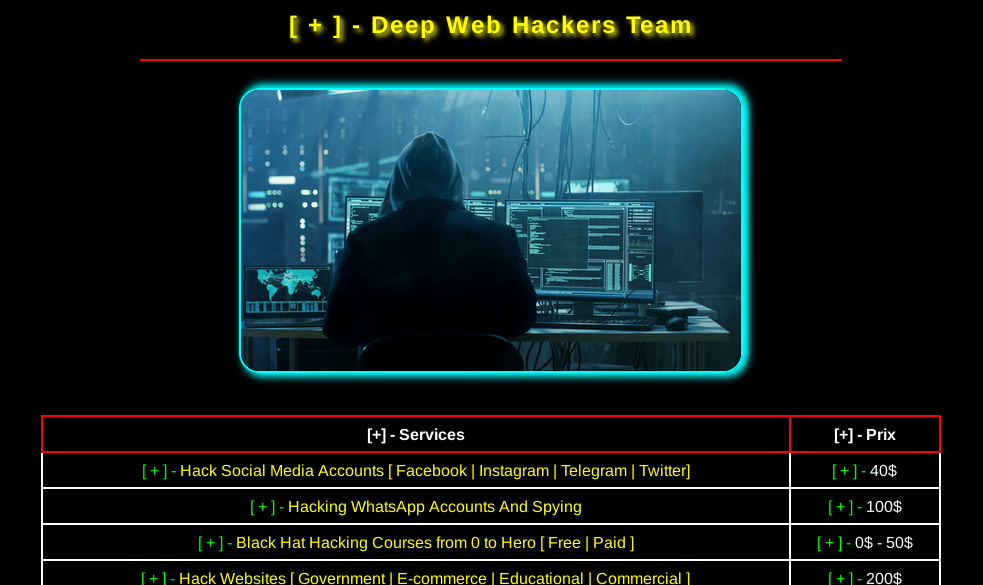 [ + ] - Deep Web Hackers Team
[+] - Services [+] - Prix
[ + ] - Hack Social Media Accounts [ Facebook | Instagram | Telegram | Twitter] [ + ] - 40$
[ + ] - Hacking WhatsApp Accounts And Spying [ + ] - 100$
[ + ] - Black Hat Hacking Courses from 0 to Hero [ Free | Paid ] [ + ] - 0$ - 50$
[ + ] - Hack Websites [ Government | E-commerce | Educational | Commercial ] [ + ] - 200$